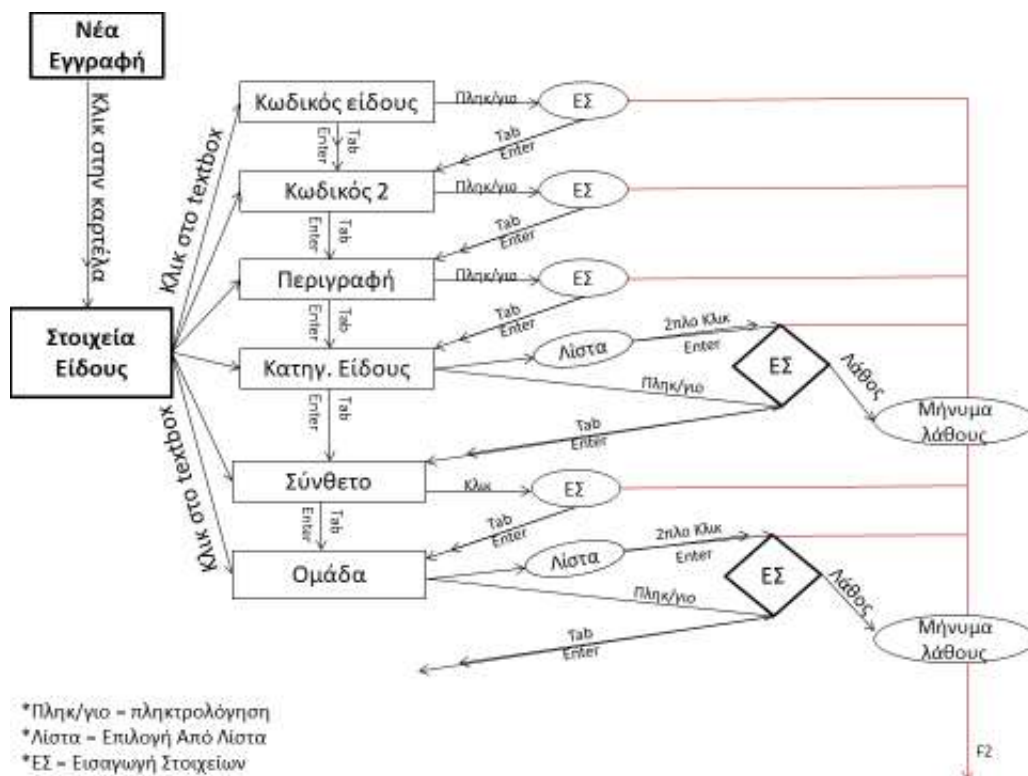 Νέα
Εγγραφή
Κλικ στην καρτέλα
Στοιχεία
Είδους
Κλικ στο textbox
Κλικ στο textbox
Κωδικός είδους
Πληκ/γιο
ΕΣ
Tab
Enter
Tab
Enter
Κωδικός 2
Πληκ/γιο
ΕΣ
Tab
Enter
Tab
Enter
Περιγραφή
Πληκ/γιο
ΕΣ
Tab
Enter
Tab
Enter
Κατηγ. Είδους
Λίστα
2πλο Κλικ
Enter
ΕΣ
Πληκ/γιο
Λάθος
Μήνυμα
λάθους
Tab
Enter
Tab
Enter
Σύνθετο
Κλικ
ΕΣ
Tab
Enter
Tab
Enter
Ομάδα
Λίστα
2πλο Κλικ
Enter
ΕΣ
Πληκ/γιο
Λάθος
Μήνυμα
λάθους
Tab
Enter
*Πληκ/γιο = πληκτρολόγηση
*Λίστα = Επιλογή Από Λίστα
*ΕΣ = Εισαγωγή Στοιχείων
F2